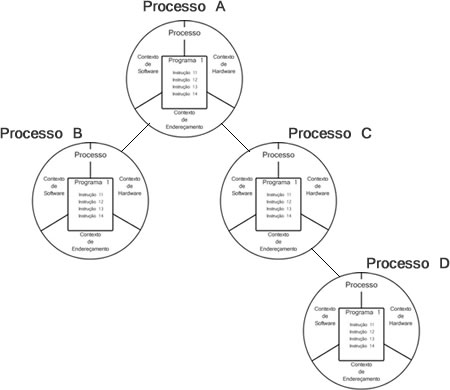 Processo A
Processo
Contexto
de
Software
Programa 1
Contexto
de
Hardware
Instrução 11
Instrução 12
Instrução 13
Instrução 14
Contexto
de
Endereçamento
Processo B
Processo
Contexto
de
Software
Programa 1
Contexto
de
Hardware
Instrução 11
Instrução 12
Instrução 13
Instrução 14
Contexto
de
Endereçamento
Processo C
Processo
Contexto
de
Software
Programa 1
Contexto
de
Hardware
Instrução 11
Instrução 12
Instrução 13
Instrução 14
Contexto
de
Endereçamento
Processo D
Processo
Contexto
de
Software
Programa 1
Contexto
de
Hardware
Instrução 11
Instrução 12
Instrução 13
Instrução 14
Contexto
de
Endereçamento